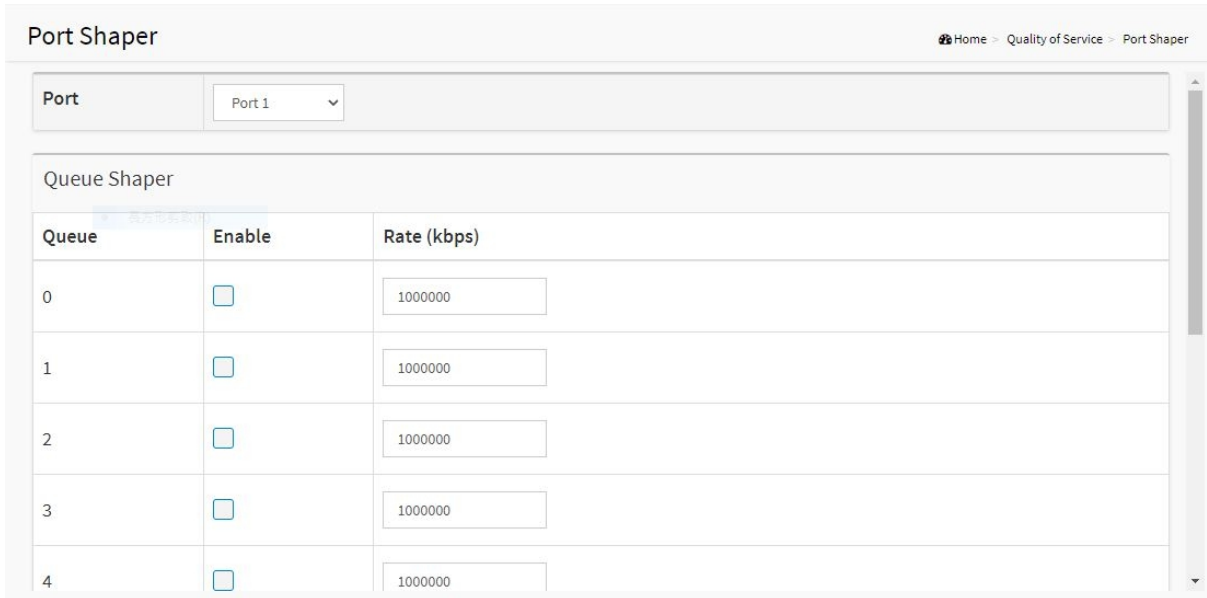 Port Shaper
Home > Quality of Service > Port Shaper
Port
Port 1
Queue Shaper
Queue Enable Rate (kbps)
0 1000000
1 1000000
2 1000000
3 1000000
4 1000000